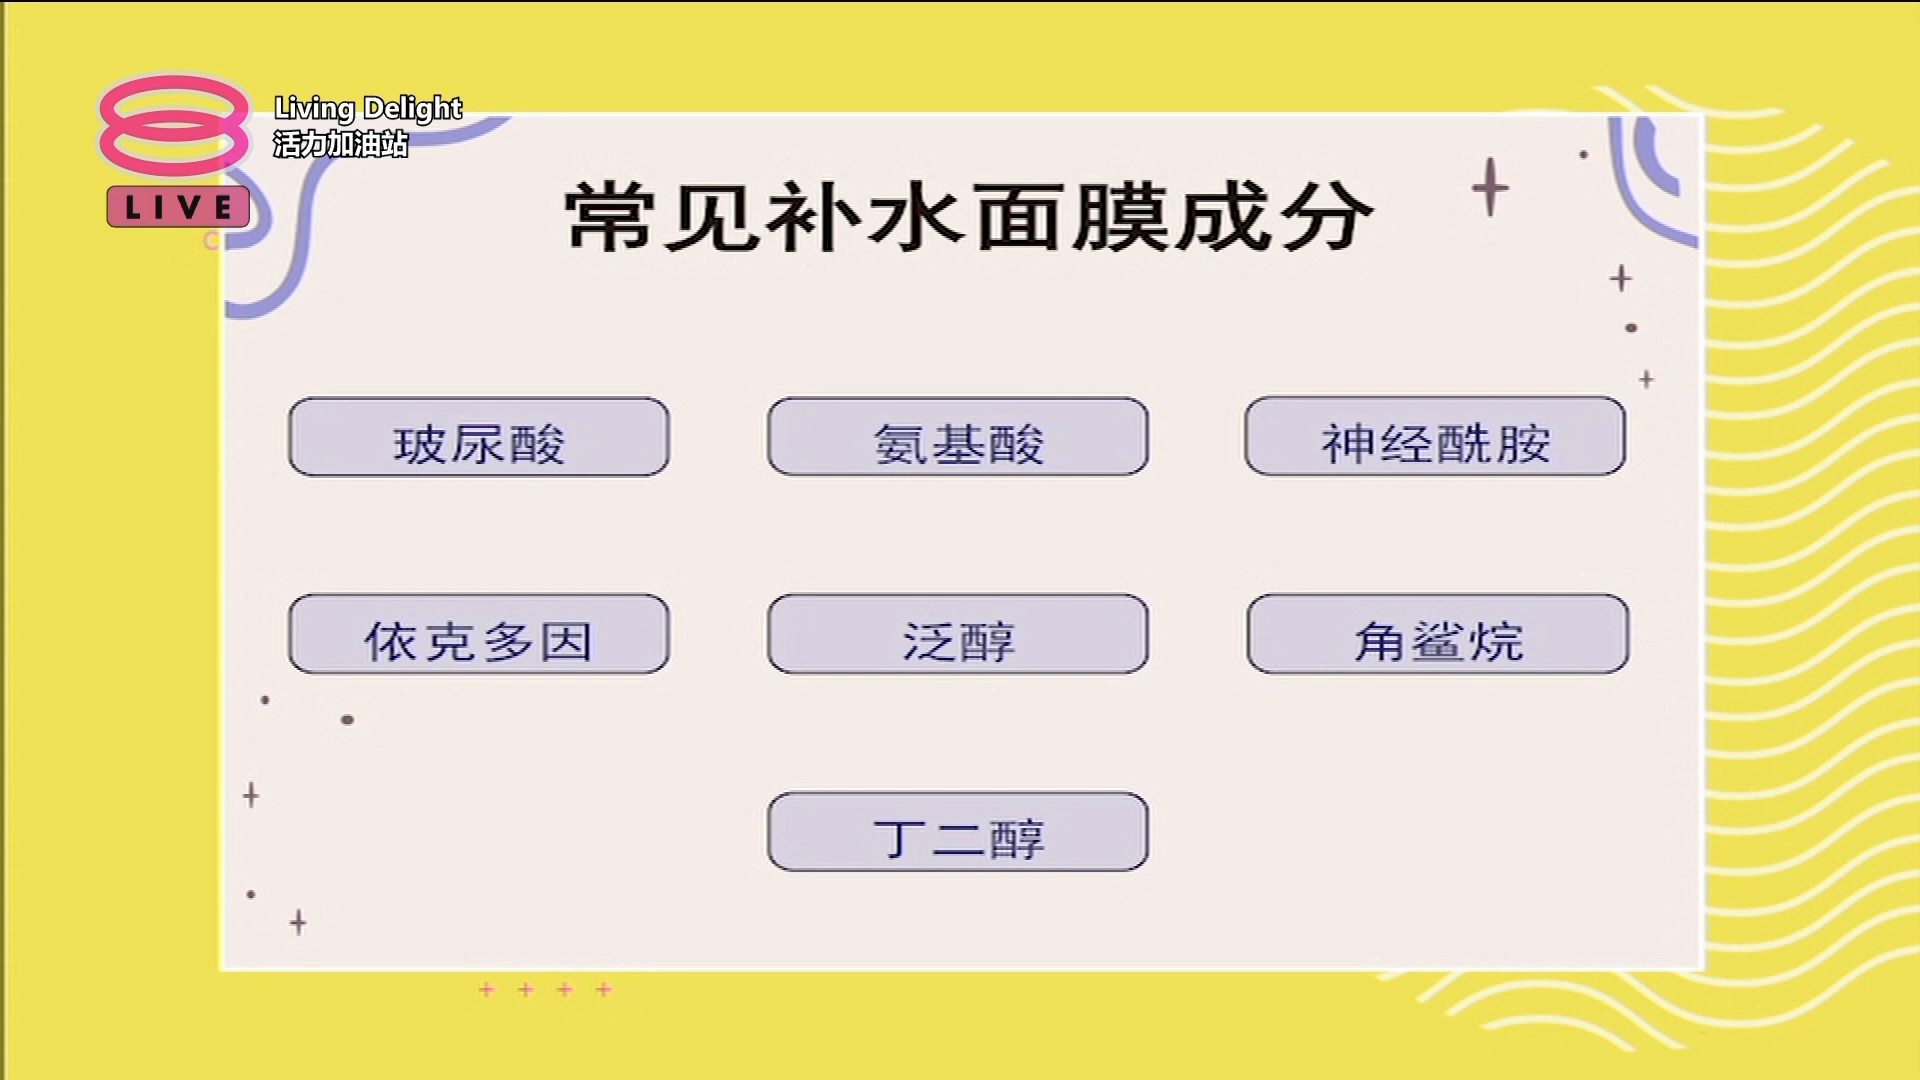 Living Delight
活力加油站
LIVE
常见补水面膜成分
玻尿酸
氨基酸
神经酰胺
依克多因
泛醇
角鲨烷
丁二醇